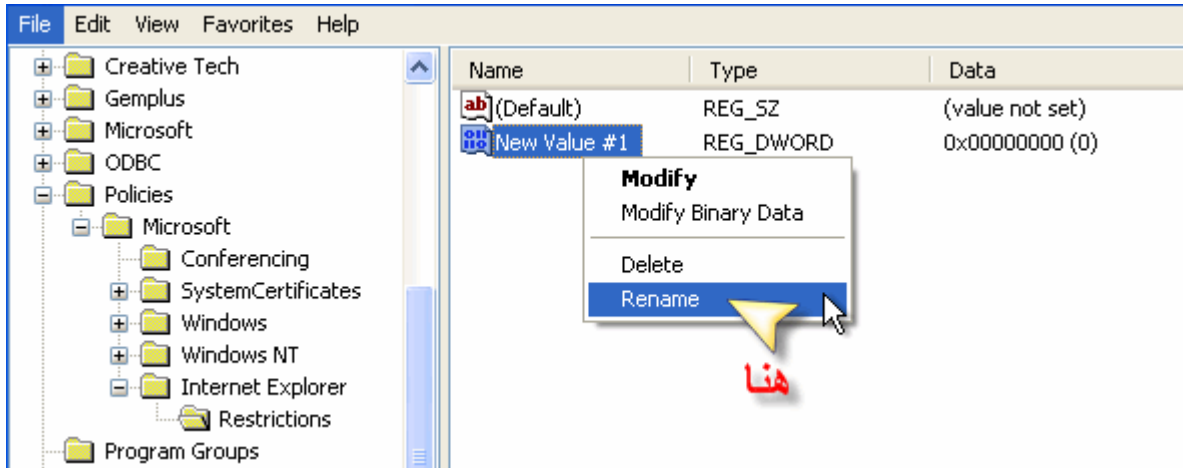 File Edit View Favorites Help
Creative Tech
Gemplus
Microsoft
ODBC
Policies
Microsoft
Conferencing
SystemCertificates
Windows
Windows NT
Internet Explorer
Restrictions
Program Groups
Name Type Data
(Default) REG_SZ (value not set)
New Value #1 REG_DWORD 0x00000000 (0)
Modify
Modify Binary Data
Delete
Rename
هنا